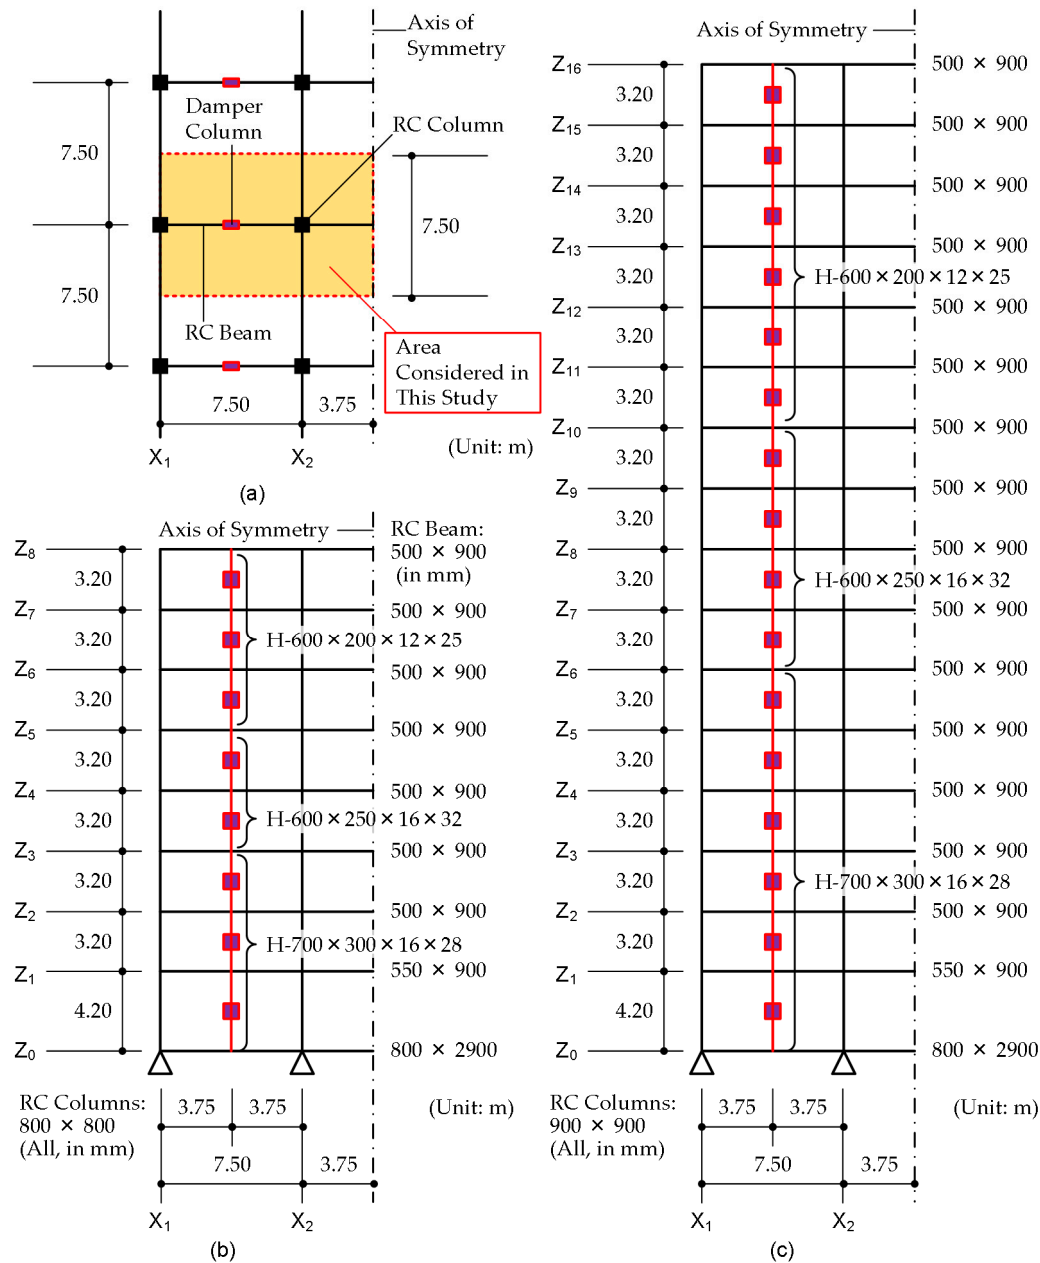 Axis of
Symmetry
Damper
Column
RC Column
7.50
7.50
7.50
RC Beam
Area
Considered in
This Study
7.50
3.75
(Unit: m)
X1
X2
(a)
Axis of Symmetry
RC Beam:
Z8
500 × 900
(in mm)
3.20
Z7
500 × 900
3.20
H-600×200×12×25
Z6
500 × 900
3.20
Z5
500 × 900
3.20
Z4
500 × 900
3.20
H-600×250×16×32
Z3
500 × 900
3.20
Z2
500 × 900
3.20
H-700×300×16×28
Z1
550 × 900
4.20
Z0
800 × 2900
RC Columns:
800 × 800
(All, in mm)
3.75
3.75
(Unit: m)
7.50
3.75
X1
X2
(b)
Axis of Symmetry
Z16
500 × 900
3.20
Z15
500 × 900
3.20
Z14
500 × 900
3.20
Z13
500 × 900
3.20
H-600×200×12×25
Z12
500 × 900
3.20
Z11
500 × 900
3.20
Z10
500 × 900
3.20
Z9
500 × 900
3.20
Z8
500 × 900
3.20
H-600×250×16×32
Z7
500 × 900
3.20
Z6
500 × 900
3.20
Z5
500 × 900
3.20
Z4
500 × 900
3.20
Z3
500 × 900
3.20
H-700×300×16×28
Z2
500 × 900
3.20
Z1
550 × 900
4.20
Z0
800 × 2900
RC Columns:
900 × 900
(All, in mm)
3.75
3.75
(Unit: m)
7.50
3.75
X1
X2
(c)